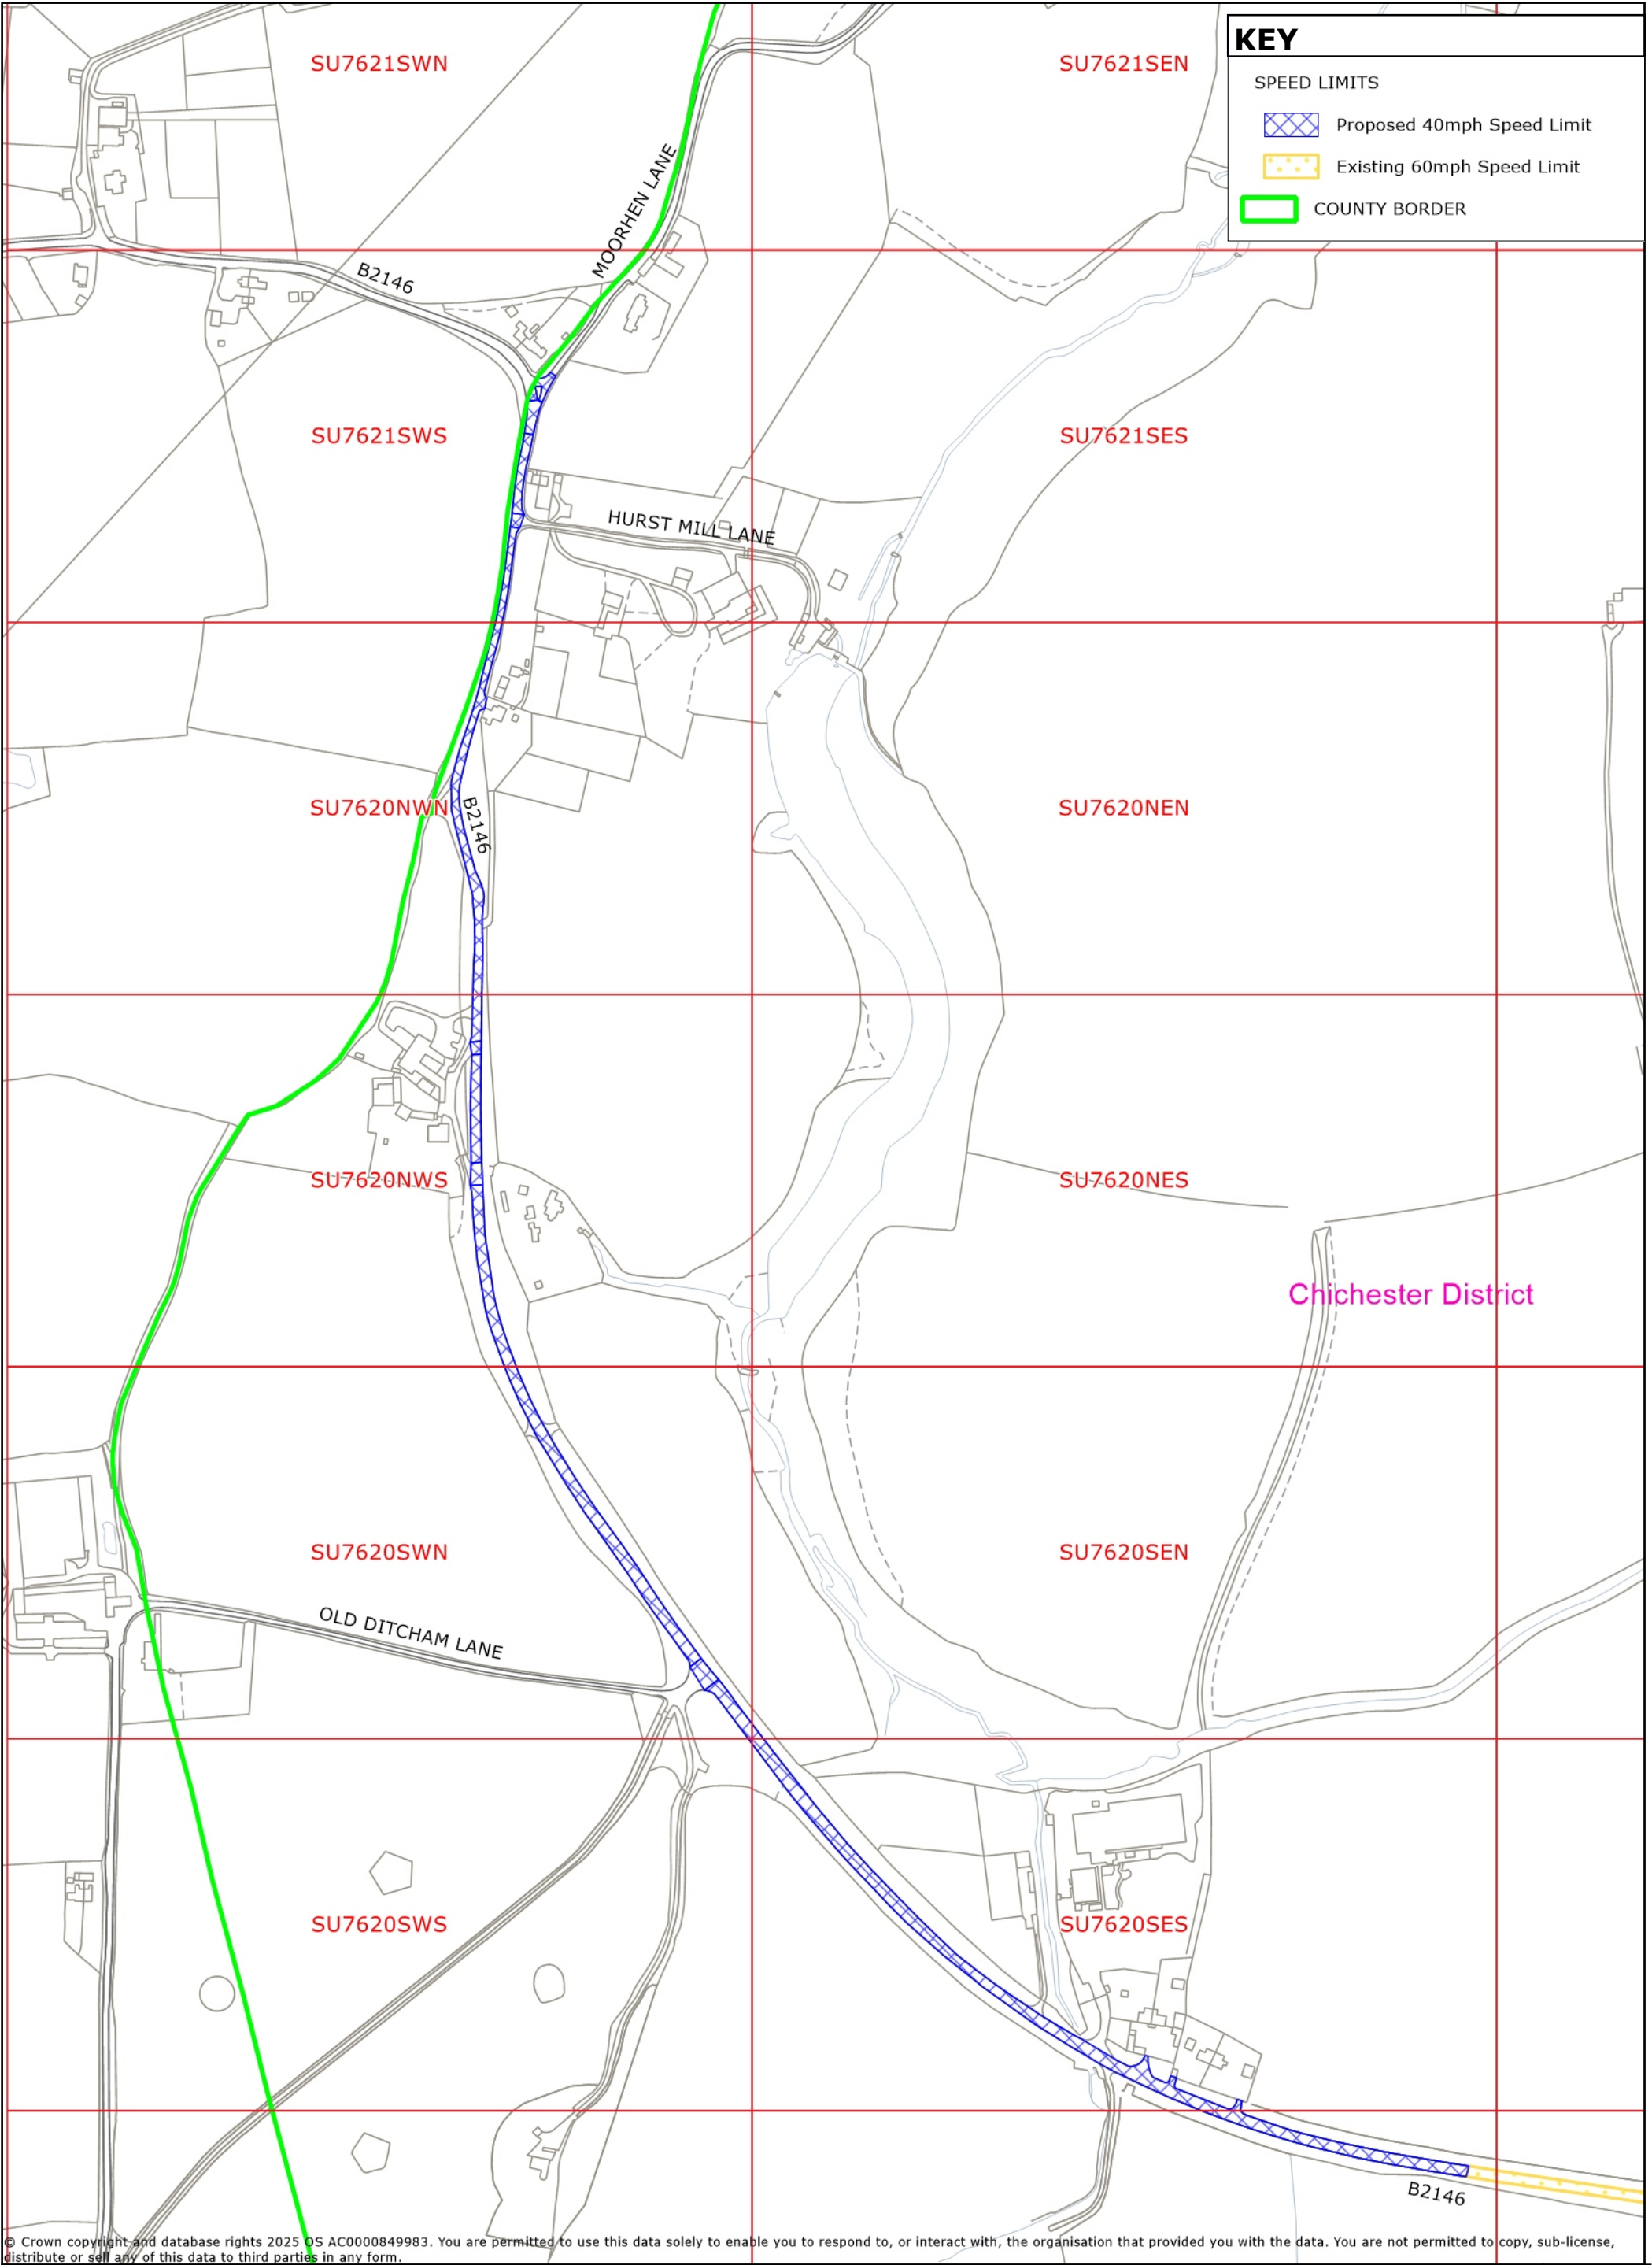 KEY
SPEED LIMITS
Proposed 40mph Speed Limit
Existing 60mph Speed Limit
COUNTY BORDER
SU7621SWN
SU7621SEN
MOORHEN LANE
B2146
SU7621SWS
SU7621SES
HURST MILL LANE
SU7620NWN
B2146
SU7620NEN
SU7620NWS
SU7620NES
Chichester District
SU7620SWN
SU7620SEN
OLD DITCHAM LANE
SU7620SWS
SU7620SES
B2146
© Crown copyright and database rights 2025 OS AC0000849983. You are permitted to use this data solely to enable you to respond to, or interact with, the organisation that provided you with the data. You are not permitted to copy, sub-license,
distribute or sell any of this data to third parties in any form.